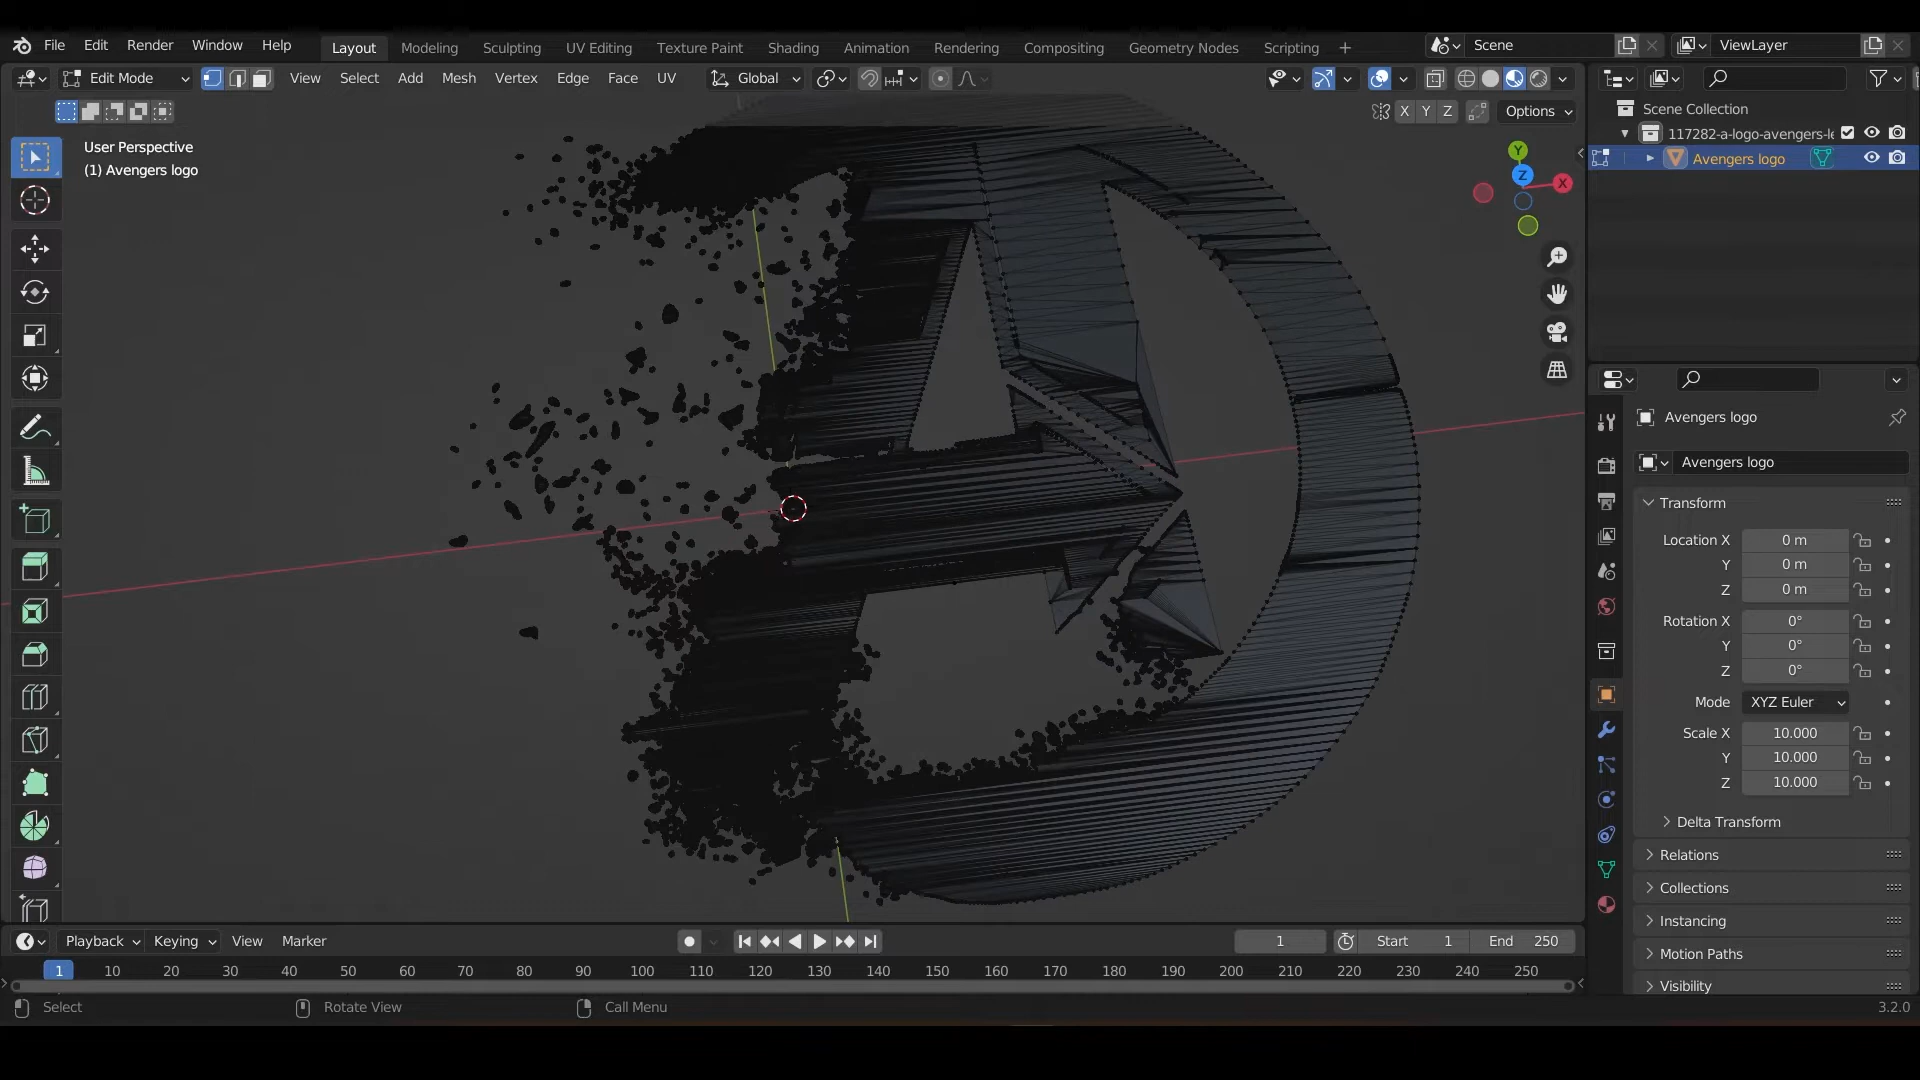 File Edit Render Window Help Layout Modeling Sculpting UV Editing Texture Paint Shading Animation Rendering Compositing Geometry Nodes Scripting + Scene ViewLayer
Edit Mode View Select Add Mesh Vertex Edge Face UV Global
X Y Z Options
User Perspective
(1) Avengers logo
Y
Z
X
Scene Collection
117282-a-logo-avengers-le
Avengers logo
Avengers logo
Avengers logo
Transform
Location X 0 m
Y 0 m
Z 0 m
Rotation X 0°
Y 0°
Z 0°
Mode XYZ Euler
Scale X 10.000
Y 10.000
Z 10.000
Delta Transform
Relations
Collections
Instancing
Motion Paths
Visibility
Playback Keying View Marker 1 Start 1 End 250
1 10 20 30 40 50 60 70 80 90 100 110 120 130 140 150 160 170 180 190 200 210 220 230 240 250
Select Rotate View Call Menu 3.2.0